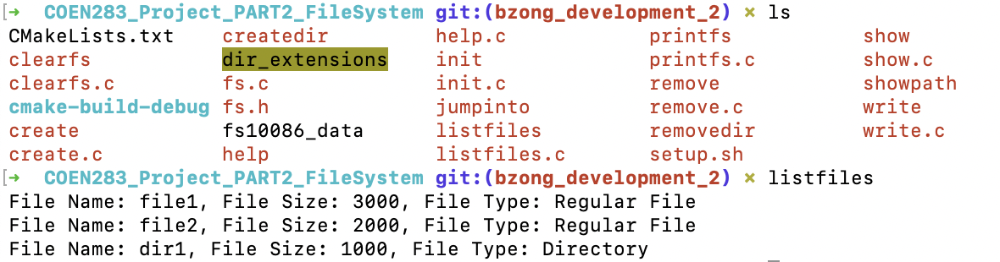 [➜ COEN283_Project_PART2_FileSystem git:(bzong_development_2) × ls
CMakeLists.txt createdir help.c printfs show
clearfs dir_extensions init printfs.c show.c
clearfs.c fs.c init.c remove showpath
cmake-build-debug fs.h jumpinto remove.c write
create fs10086_data listfiles removedir write.c
create.c help listfiles.c setup.sh
[➜ COEN283_Project_PART2_FileSystem git:(bzong_development_2) × listfiles
File Name: file1, File Size: 3000, File Type: Regular File
File Name: file2, File Size: 2000, File Type: Regular File
File Name: dir1, File Size: 1000, File Type: Directory